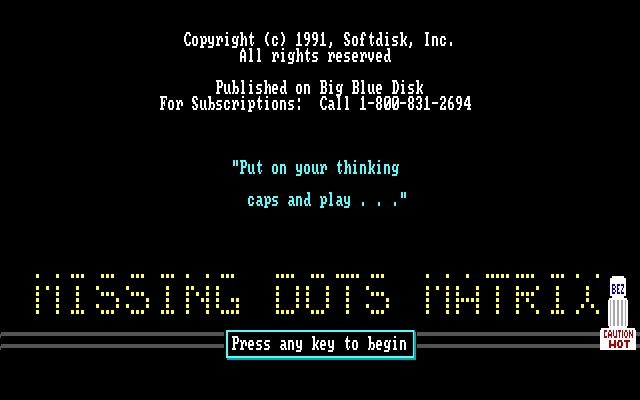 Copyright (c) 1991, Softdisk, Inc.
All rights reserved
Published on Big Blue Disk
For Subscriptions:  Call 1-800-831-2694
"Put on your thinking
caps and play . . ."
MISSING DOTS MATRIX
BEZ
CAUTION
HOT
Press any key to begin